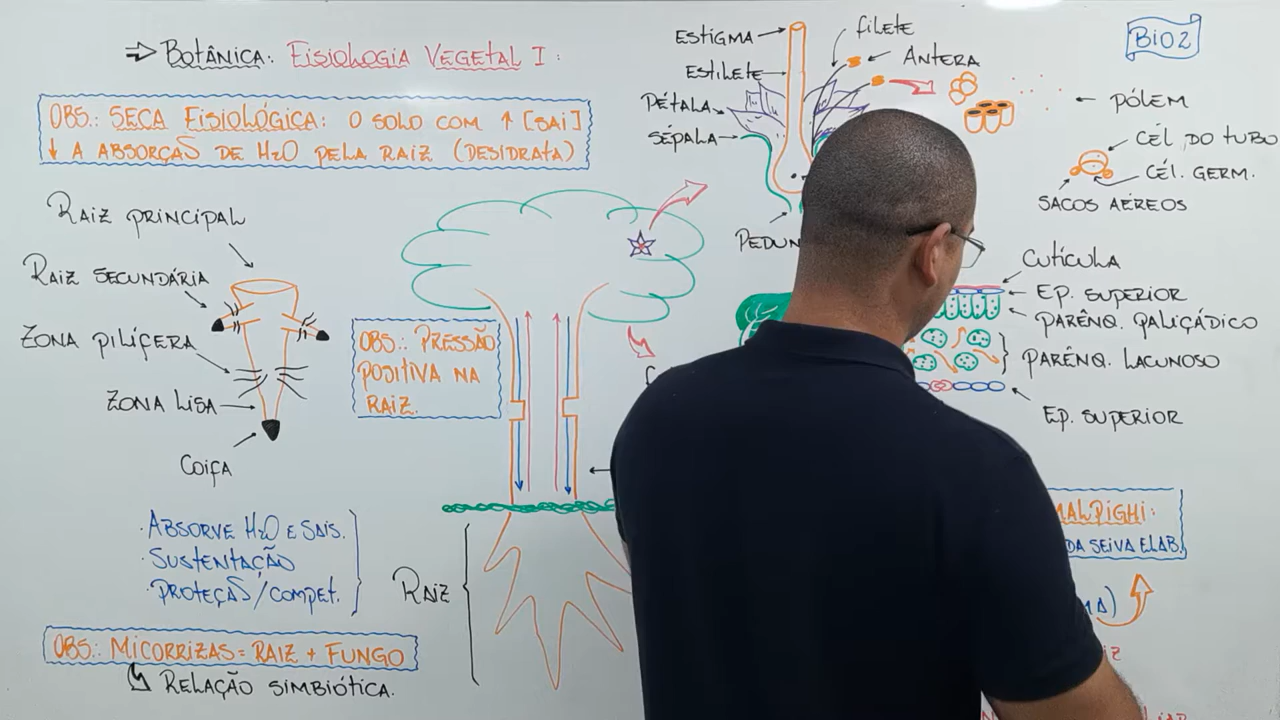 ⇒ Botânica: Fisiologia Vegetal I:
OBS.: SECA FISIOLÓGICA: O SOLO COM ↑ [SAL]
↓ A ABSORÇÃO DE H2O PELA RAIZ (DESIDRATA)
RAIZ PRINCIPAL
RAIZ SECUNDÁRIA
ZONA PILÍFERA
ZONA LISA
COIFA
· ABSORVE H2O E SAIS.
· SUSTENTAÇÃO
· PROTEÇÃO/COMPET.
RAIZ
OBS.: MICORRIZAS = RAIZ + FUNGO
RELAÇÃO SIMBIÓTICA.
OBS.: PRESSÃO
POSITIVA NA
RAIZ.
ESTIGMA
ESTILETE
PÉTALA
SÉPALA
PEDUN
FILETE
ANTERA
BIO2
PÓLEM
CÉL. DO TUBO
CÉL. GERM.
SACOS AÉREOS
CUTÍCULA
EP. SUPERIOR
PARÊNQ. PALIÇÁDICO
PARÊNQ. LACUNOSO
EP. SUPERIOR
MALPIGHI:
DA SEIVA ELAB.